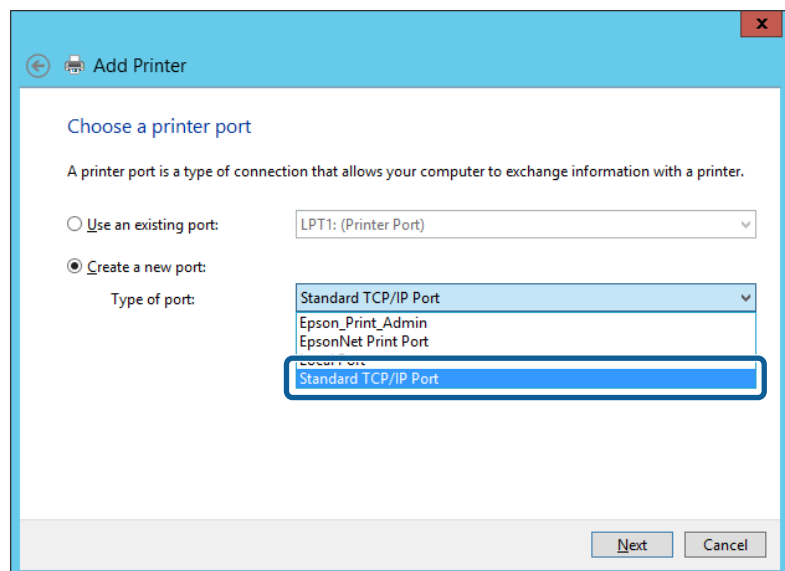 x
Add Printer
Choose a printer port
A printer port is a type of connection that allows your computer to exchange information with a printer.
Use an existing port: LPT1: (Printer Port)
Create a new port:
Type of port: Standard TCP/IP Port
Epson_Print_Admin
EpsonNet Print Port
Local Port
Standard TCP/IP Port
Next Cancel